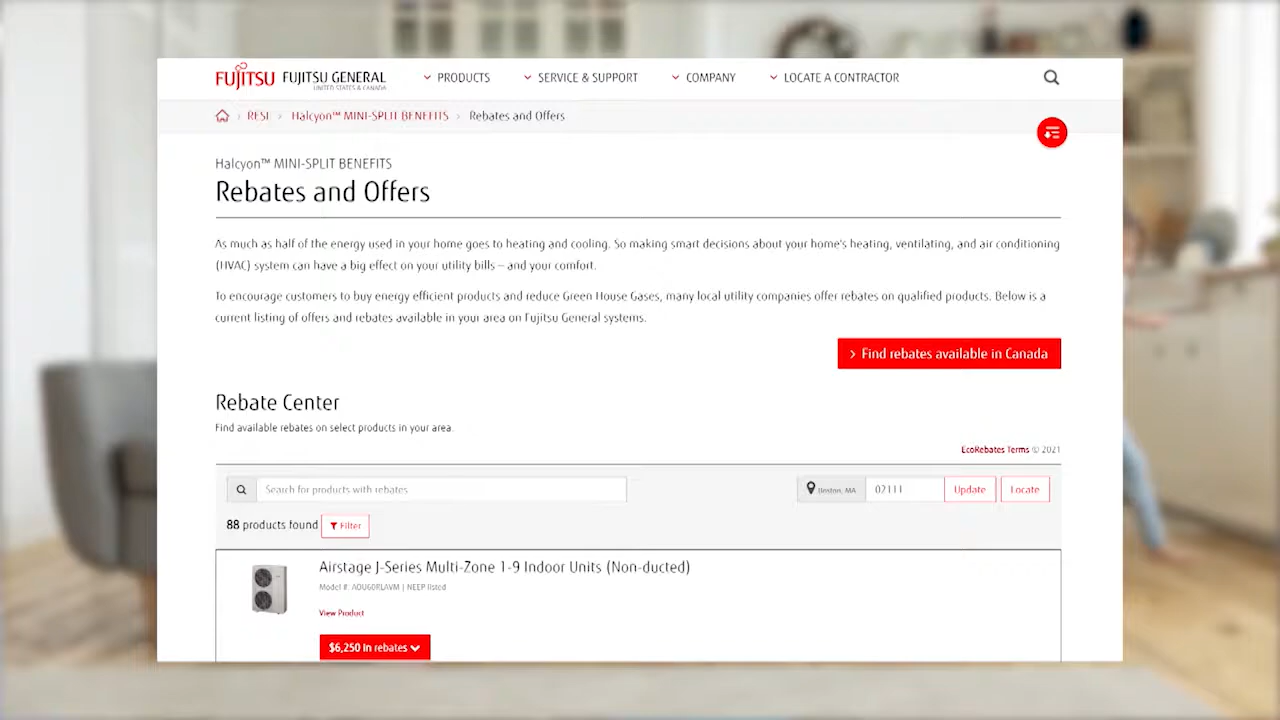 FUJITSU FUJITSU GENERAL PRODUCTS SERVICE & SUPPORT COMPANY LOCATE A CONTRACTOR
UNITED STATES & CANADA
RESI Halcyon™ MINI-SPLIT BENEFITS Rebates and Offers
Halcyon™ MINI-SPLIT BENEFITS
Rebates and Offers
As much as half of the energy used in your home goes to heating and cooling. So making smart decisions about your home's heating, ventilating, and air conditioning
(HVAC) system can have a big effect on your utility bills – and your comfort.
To encourage customers to buy energy efficient products and reduce Green House Gases, many local utility companies offer rebates on qualified products. Below is a
current listing of offers and rebates available in your area on Fujitsu General systems.
> Find rebates available in Canada
Rebate Center
Find available rebates on select products in your area.
EcoRebates Terms © 2021
Search for products with rebates Boston, MA 02111 Update Locate
88 products found Filter
Airstage J-Series Multi-Zone 1-9 Indoor Units (Non-ducted)
Model #: AOU60RLAVM | NEEP listed
View Product
$6,250 in rebates